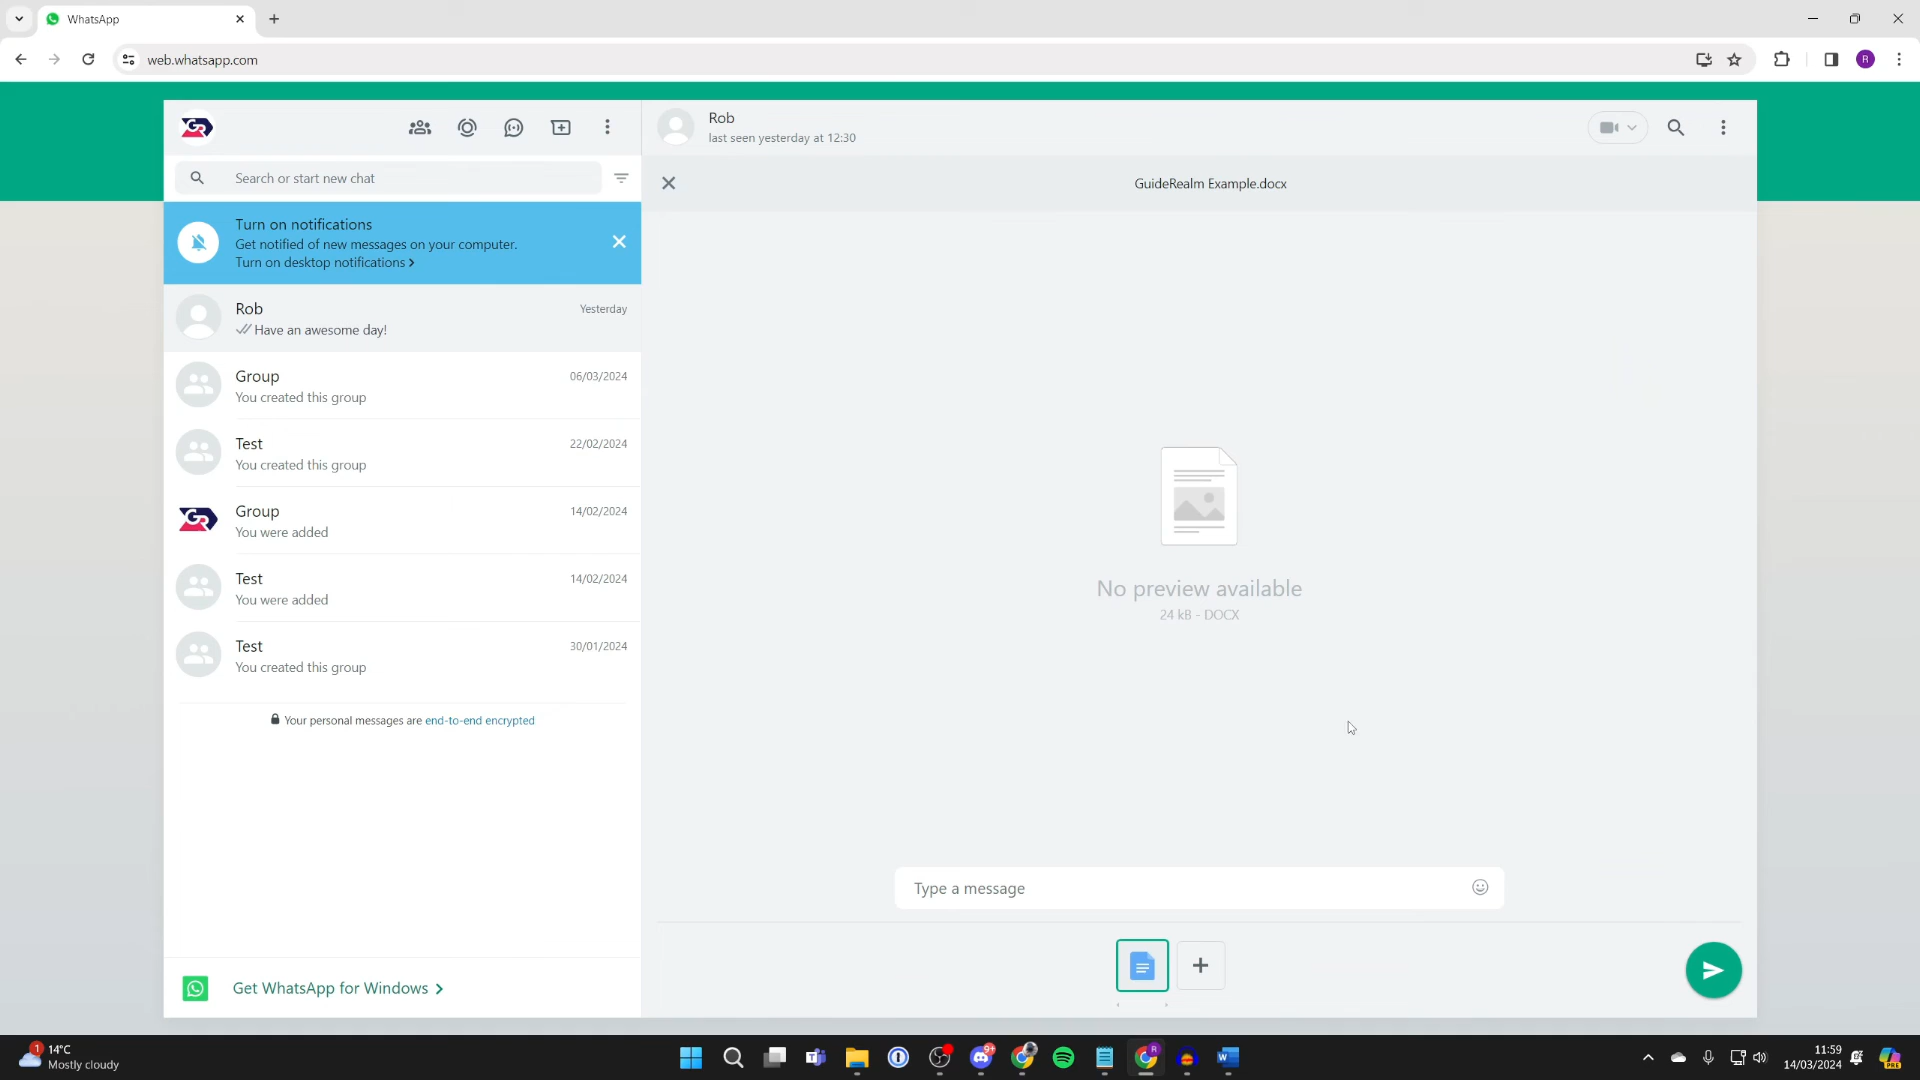 WhatsApp
web.whatsapp.com
R
GR
Search or start new chat
Turn on notifications
Get notified of new messages on your computer.
Turn on desktop notifications
Rob
Yesterday
Have an awesome day!
Group
06/03/2024
You created this group
Test
22/02/2024
You created this group
GR
Group
14/02/2024
You were added
Test
14/02/2024
You were added
Test
30/01/2024
You created this group
Your personal messages are end-to-end encrypted
Get WhatsApp for Windows
Rob
last seen yesterday at 12:30
GuideRealm Example.docx
No preview available
24 kB - DOCX
Type a message
1
14°C
Mostly cloudy
9+
R
W
11:59
14/03/2024
PRE